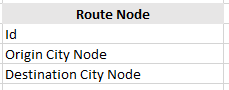 Route Node
Id
Origin City Node
Destination City Node